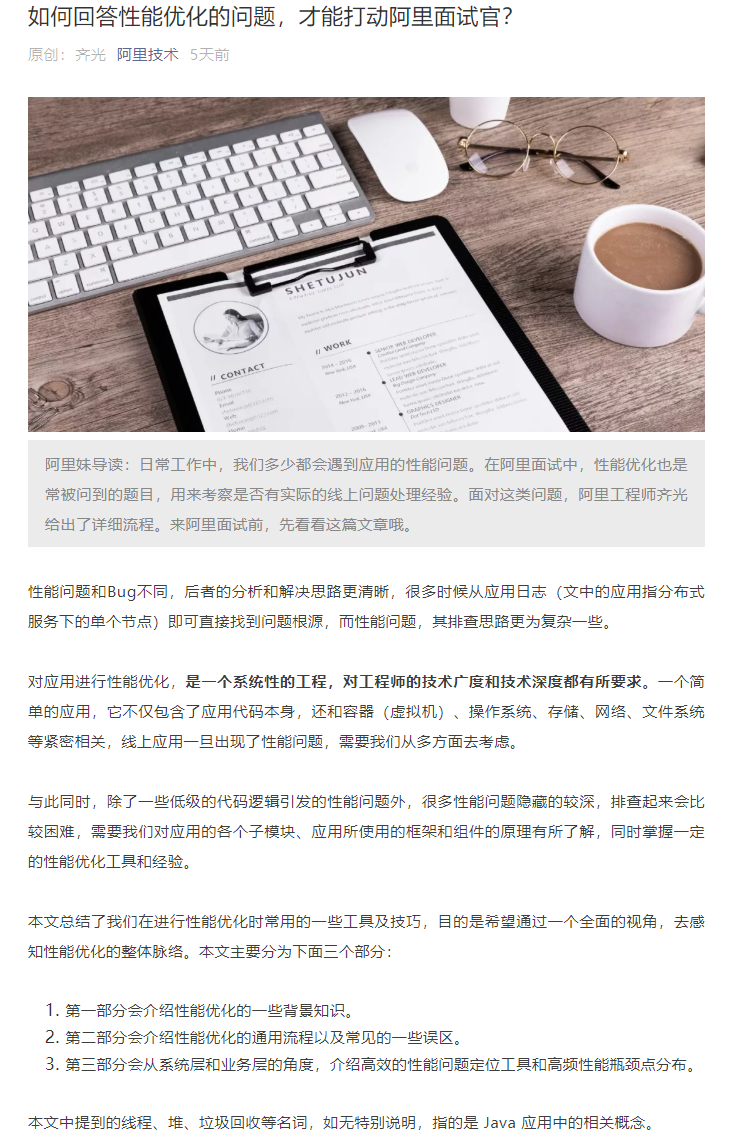 如何回答性能优化的问题，才能打动阿里面试官？
原创：齐光 阿里技术 5天前
SHETUJUN
// CONTACT
Phone
Email
Web
// WORK
2014 - 2016
New York, USA
SENIOR WEB DEVELOPER
2012 - 2016
New York, USA
LEAD WEB DEVELOPER
GRAPHICS DESIGNER
阿里妹导读：日常工作中，我们多少都会遇到应用的性能问题。在阿里面试中，性能优化也是
常被问到的题目，用来考察是否有实际的线上问题处理经验。面对这类问题，阿里工程师齐光
给出了详细流程。来阿里面试前，先看看这篇文章哦。
性能问题和Bug不同，后者的分析和解决思路更清晰，很多时候从应用日志（文中的应用指分布式
服务下的单个节点）即可直接找到问题根源，而性能问题，其排查思路更为复杂一些。
对应用进行性能优化，是一个系统性的工程，对工程师的技术广度和技术深度都有所要求。一个简
单的应用，它不仅包含了应用代码本身，还和容器（虚拟机）、操作系统、存储、网络、文件系统
等紧密相关，线上应用一旦出现了性能问题，需要我们从多方面去考虑。
与此同时，除了一些低级的代码逻辑引发的性能问题外，很多性能问题隐藏的较深，排查起来会比
较困难，需要我们对应用的各个子模块、应用所使用的框架和组件的原理有所了解，同时掌握一定
的性能优化工具和经验。
本文总结了我们在进行性能优化时常用的一些工具及技巧，目的是希望通过一个全面的视角，去感
知性能优化的整体脉络。本文主要分为下面三个部分：
1. 第一部分会介绍性能优化的一些背景知识。
2. 第二部分会介绍性能优化的通用流程以及常见的一些误区。
3. 第三部分会从系统层和业务层的角度，介绍高效的性能问题定位工具和高频性能瓶颈点分布。
本文中提到的线程、堆、垃圾回收等名词，如无特别说明，指的是 Java 应用中的相关概念。